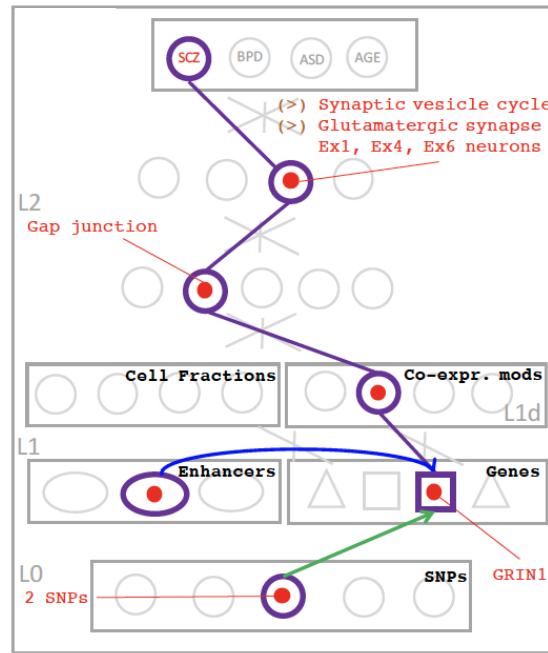 SCZ BPD ASD AGE
(>) Synaptic vesicle cycle
(>) Glutamatergic synapse
Ex1, Ex4, Ex6 neurons
L2
Gap junction
Cell Fractions
Co-expr. mods
L1d
L1
Enhancers
Genes
GRIN1
L0
SNPs
2 SNPs